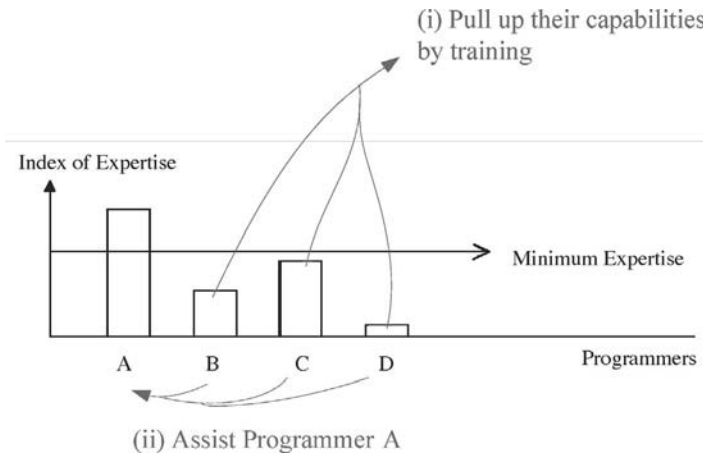 (i) Pull up their capabilities
by training
Index of Expertise
Minimum Expertise
A B C D Programmers
(ii) Assist Programmer A